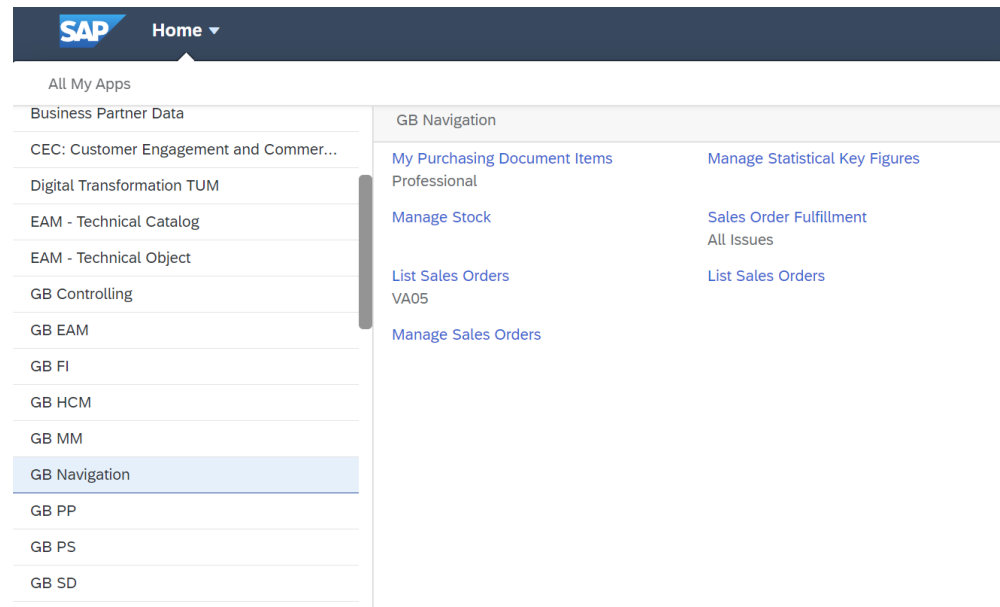 SAP
Home
All My Apps
Business Partner Data
CEC: Customer Engagement and Commer...
Digital Transformation TUM
EAM - Technical Catalog
EAM - Technical Object
GB Controlling
GB EAM
GB FI
GB HCM
GB MM
GB Navigation
GB PP
GB PS
GB SD
GB Navigation
My Purchasing Document Items
Professional
Manage Statistical Key Figures
Manage Stock
Sales Order Fulfillment
All Issues
List Sales Orders
VA05
List Sales Orders
Manage Sales Orders